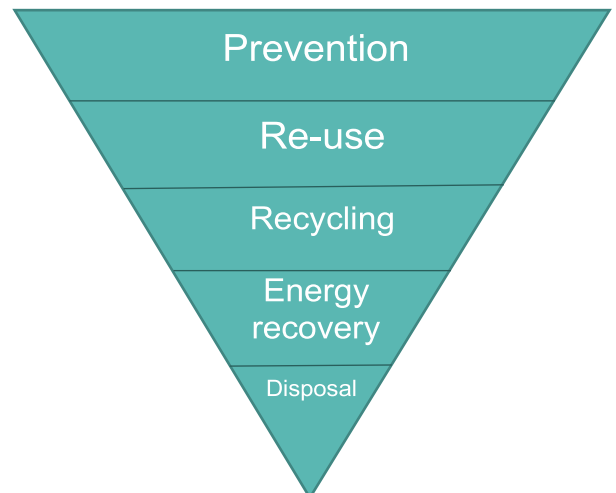 Prevention
Re-use
Recycling
Energy
recovery
Disposal